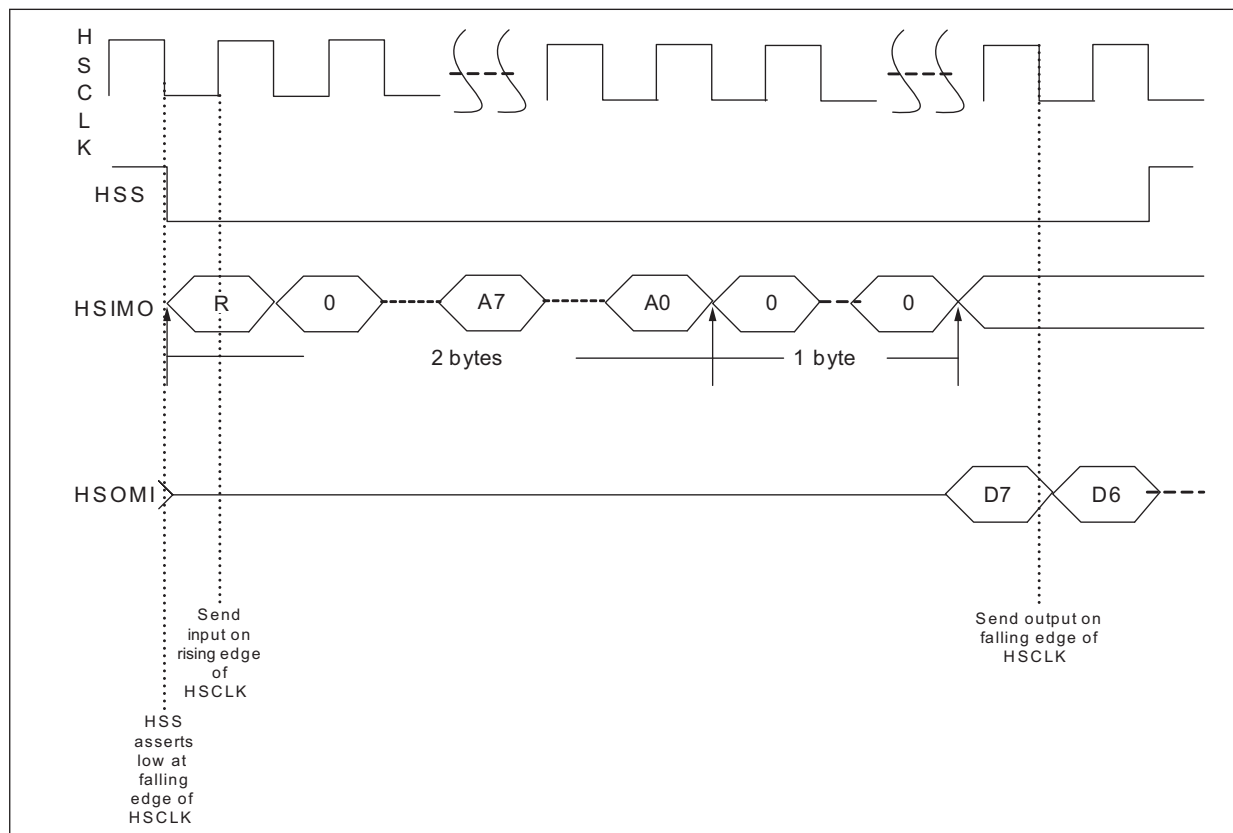 H
S
C
L
K
HSS
HSIMO
R
0
A7
A0
0
0
2 bytes
1 byte
HSOMI
D7
D6
Send
input on
rising edge
of
HSCLK
Send output on
falling edge of
HSCLK
HSS
asserts
low at
falling
edge of
HSCLK